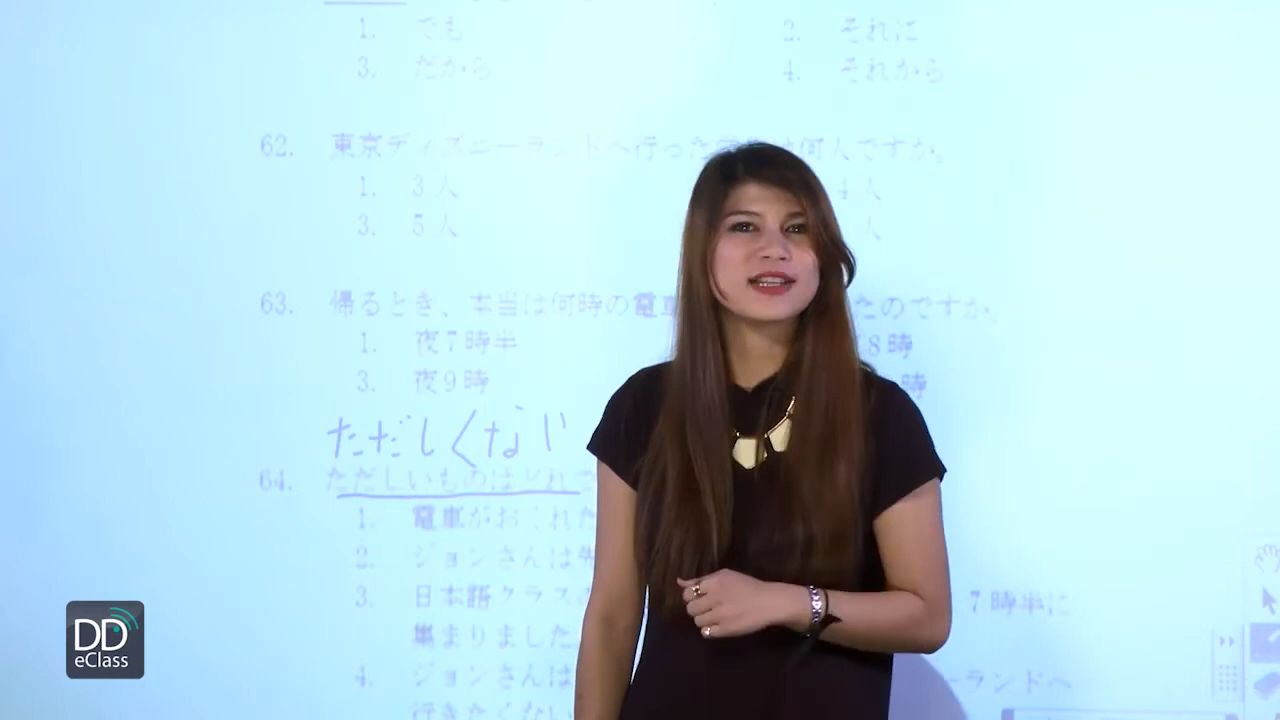 1. でも 2. それに
3. だから 4. それから
62. 東京ディズニーランドへ行った 何人ですか。
1. 3人 4人
3. 5人 人
63. 帰るとき、本当は何時の電車 たのですか。
1. 夜7時半 8時
3. 夜9時 時
ただしくない
64. ただしいものはどれ
1. 電車がおくれた
2. ジョンさんは
3. 日本語クラス 7時半に
集まりました
4. ジョンさんは ーランドへ
行きたくない
DD
eClass